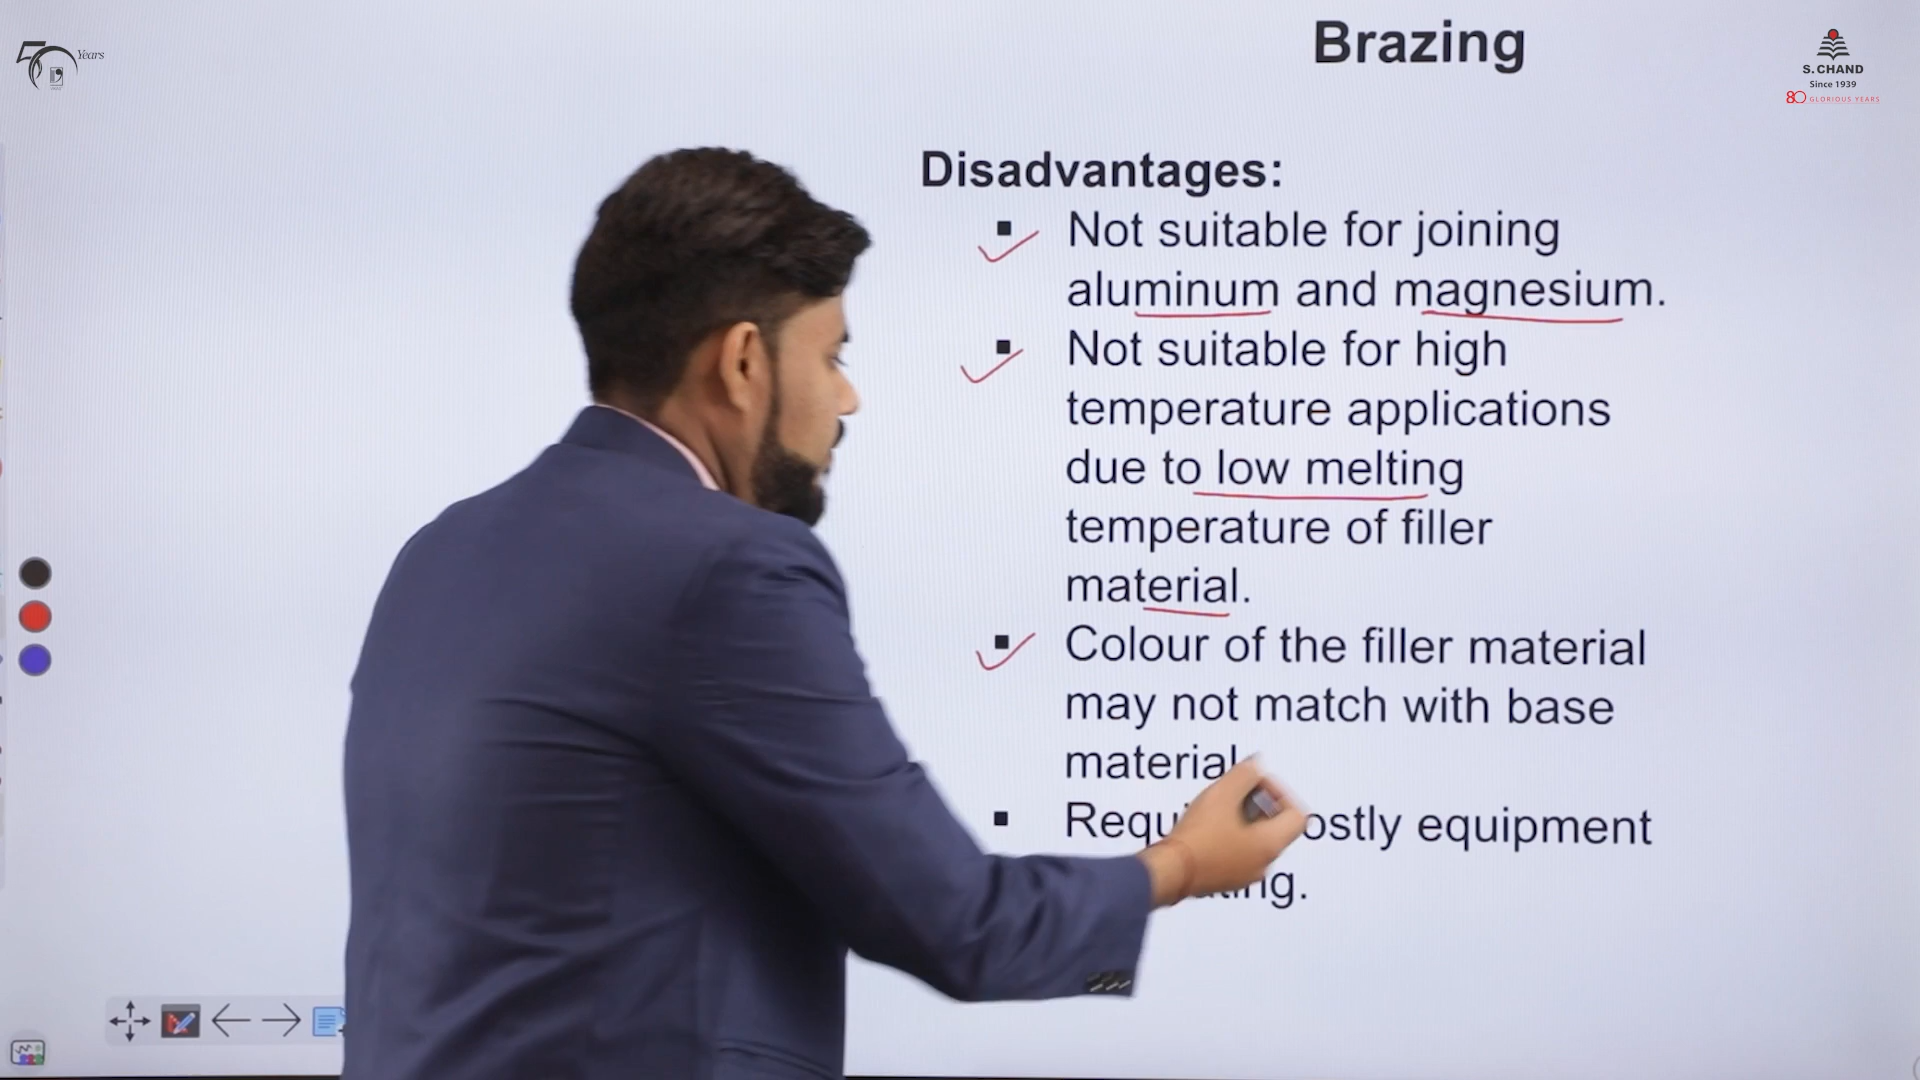 50 Years
Brazing
S. CHAND
Since 1939
80 GLORIOUS YEARS
Disadvantages:
▪ Not suitable for joining
aluminum and magnesium.
▪ Not suitable for high
temperature applications
due to low melting
temperature of filler
material.
▪ Colour of the filler material
may not match with base
material
▪ equipment